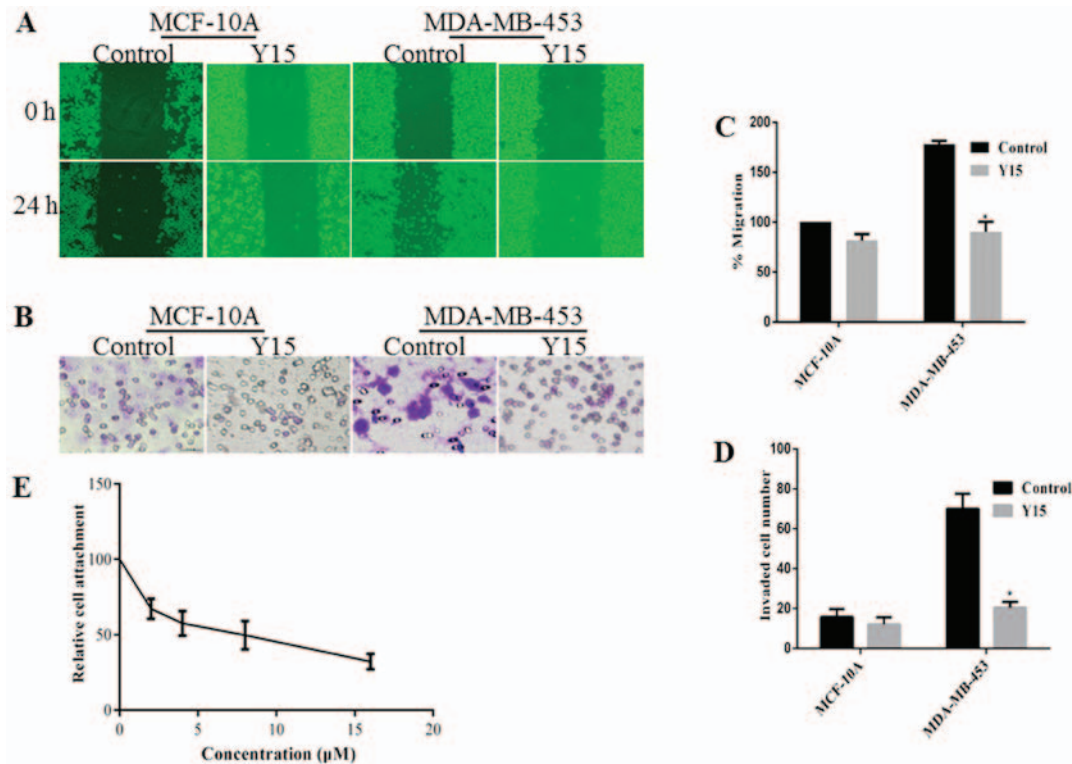 A
MCF-10A MDA-MB-453
Control Y15 Control Y15
0 h
24 h
B
MCF-10A MDA-MB-453
Control Y15 Control Y15
C
% Migration
200
150
100
50
0
Control
Y15
*
MCF-10A
MDA-MB-453
D
Invaded cell number
100
80
60
40
20
0
Control
Y15
*
MCF-10A
MDA-MB-453
E
Relative cell attachment
150
100
50
0
0 5 10 15 20
Concentration (μM)